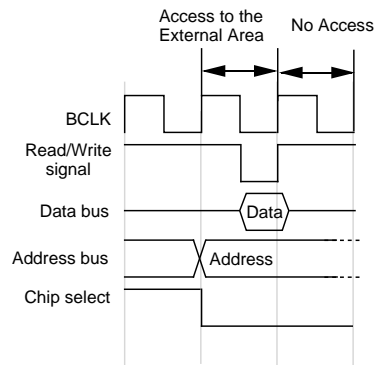 Access to the
External Area
No Access
BCLK
Read/Write
signal
Data bus
Data
Address bus
Address
Chip select